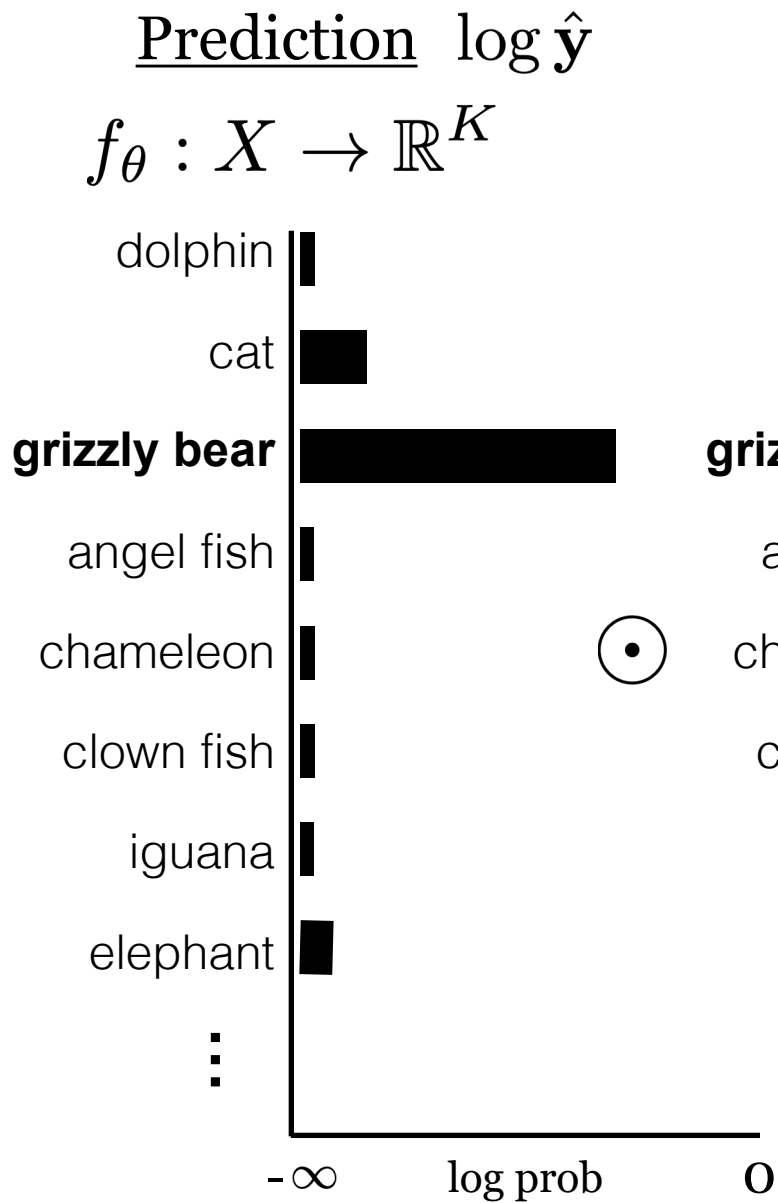 Prediction log ŷ
f_θ : X → ℝ^K
dolphin
cat
grizzly bear
angel fish
chameleon
clown fish
iguana
elephant
⋮
-∞ log prob 0
⊙